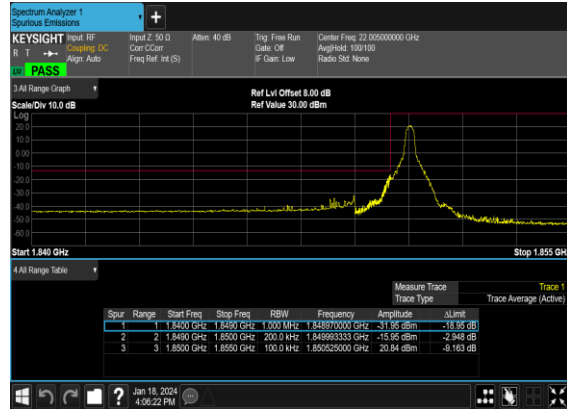 Spectrum Analyzer 1
Spurious Emissions
KEYSIGHT Input: RF Input Z: 50 Ω Atten: 40 dB Trig: Free Run Center Freq: 22.005000000 GHz
R T Coupling: DC Corr CCorr Gate: Off Avg|Hold: 100/100
Align: Auto Freq Ref: Int (S) IF Gain: Low Radio Std: None
PASS
3 All Range Graph
Ref Lvl Offset 8.00 dB
Scale/Div 10.0 dB Ref Value 30.00 dBm
Log
20.0
10.0
0.00
-10.0
-20.0
-30.0
-40.0
-50.0
-60.0
Start 1.840 GHz Stop 1.855 GH
4 All Range Table
Measure Trace Trace 1
Trace Type Trace Average (Active)
Spur Range Start Freq Stop Freq RBW Frequency Amplitude ΔLimit
1 1 1.8400 GHz 1.8490 GHz 1.000 MHz 1.848970000 GHz -31.95 dBm -18.95 dB
2 2 1.8490 GHz 1.8500 GHz 200.0 kHz 1.849993333 GHz -15.95 dBm -2.948 dB
3 3 1.8500 GHz 1.8550 GHz 100.0 kHz 1.850525000 GHz 20.84 dBm -9.163 dB
? Jan 18, 2024
4:06:22 PM